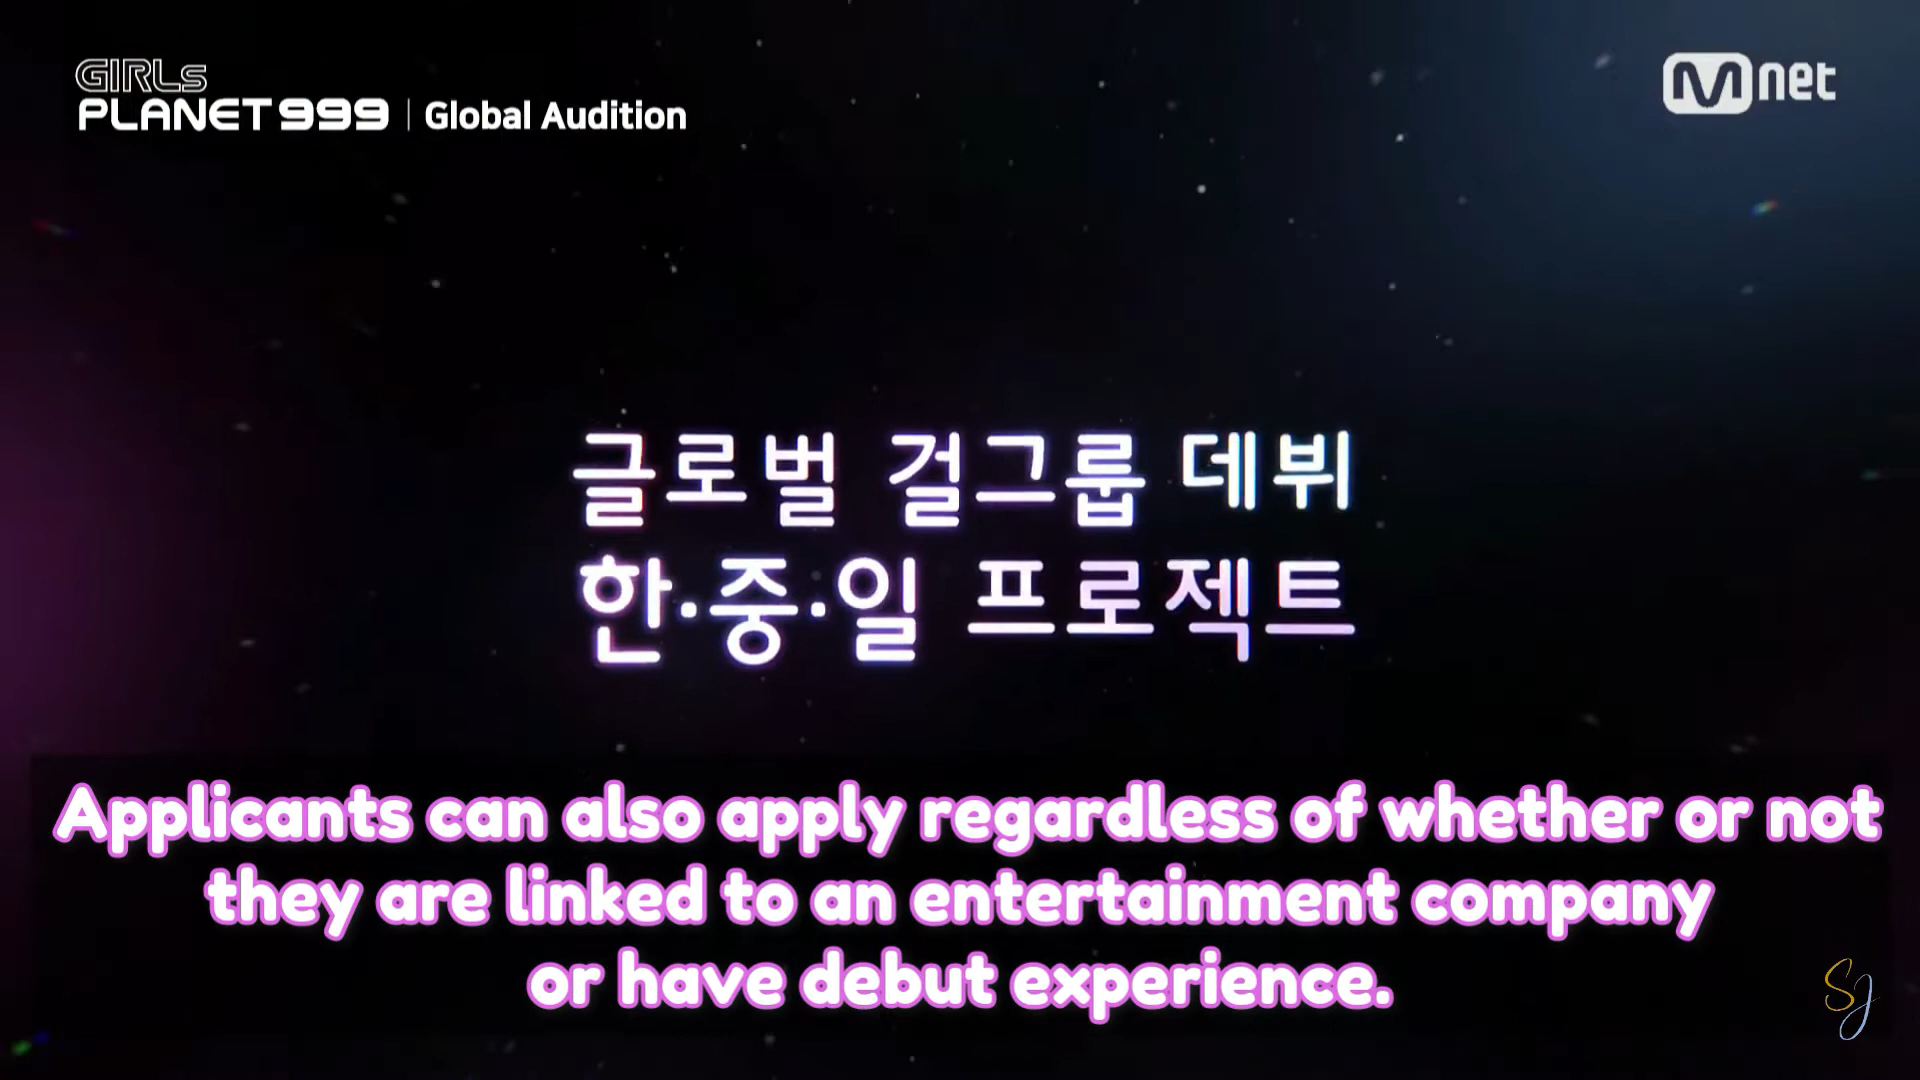 GIRLS
PLANET999 | Global Audition
Mnet
글로벌 걸그룹 데뷔
한·중·일 프로젝트
Applicants can also apply regardless of whether or not
they are linked to an entertainment company
or have debut experience.
SJ